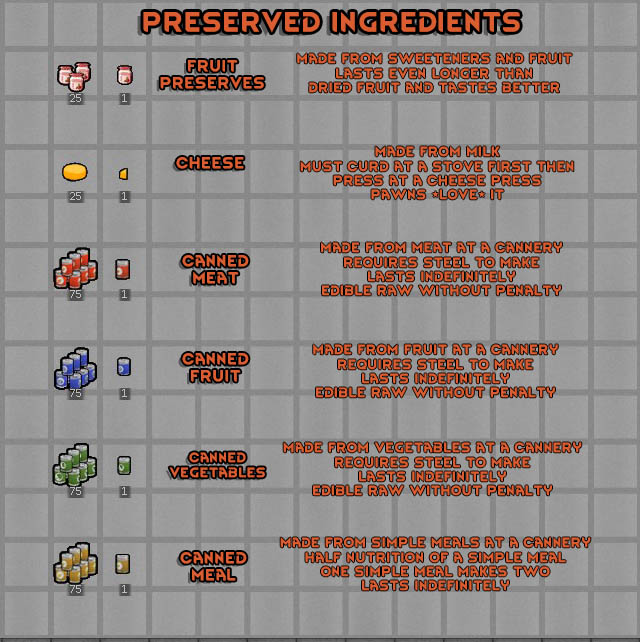 PRESERVED INGREDIENTS
FRUIT
PRESERVES
MADE FROM SWEETENERS AND FRUIT
LASTS EVEN LONGER THAN
DRIED FRUIT AND TASTES BETTER
25
1
CHEESE
MADE FROM MILK
MUST CURD AT A STOVE FIRST THEN
PRESS AT A CHEESE PRESS
PAWNS *LOVE* IT
25
1
CANNED
MEAT
MADE FROM MEAT AT A CANNERY
REQUIRES STEEL TO MAKE
LASTS INDEFINITELY
EDIBLE RAW WITHOUT PENALTY
75
1
CANNED
FRUIT
MADE FROM FRUIT AT A CANNERY
REQUIRES STEEL TO MAKE
LASTS INDEFINITELY
EDIBLE RAW WITHOUT PENALTY
75
1
CANNED
VEGETABLES
MADE FROM VEGETABLES AT A CANNERY
REQUIRES STEEL TO MAKE
LASTS INDEFINITELY
EDIBLE RAW WITHOUT PENALTY
75
1
CANNED
MEAL
MADE FROM SIMPLE MEALS AT A CANNERY
HALF NUTRITION OF A SIMPLE MEAL
ONE SIMPLE MEAL MAKES TWO
LASTS INDEFINITELY
75
1